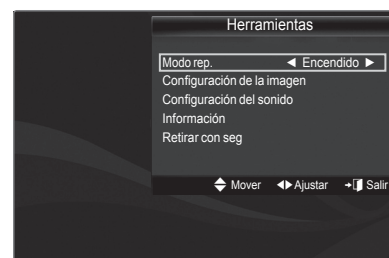 Herramientas
Modo rep. ◀ Encendido ▶
Configuración de la imagen
Configuración del sonido
Información
Retirar con seg
Mover Ajustar Salir